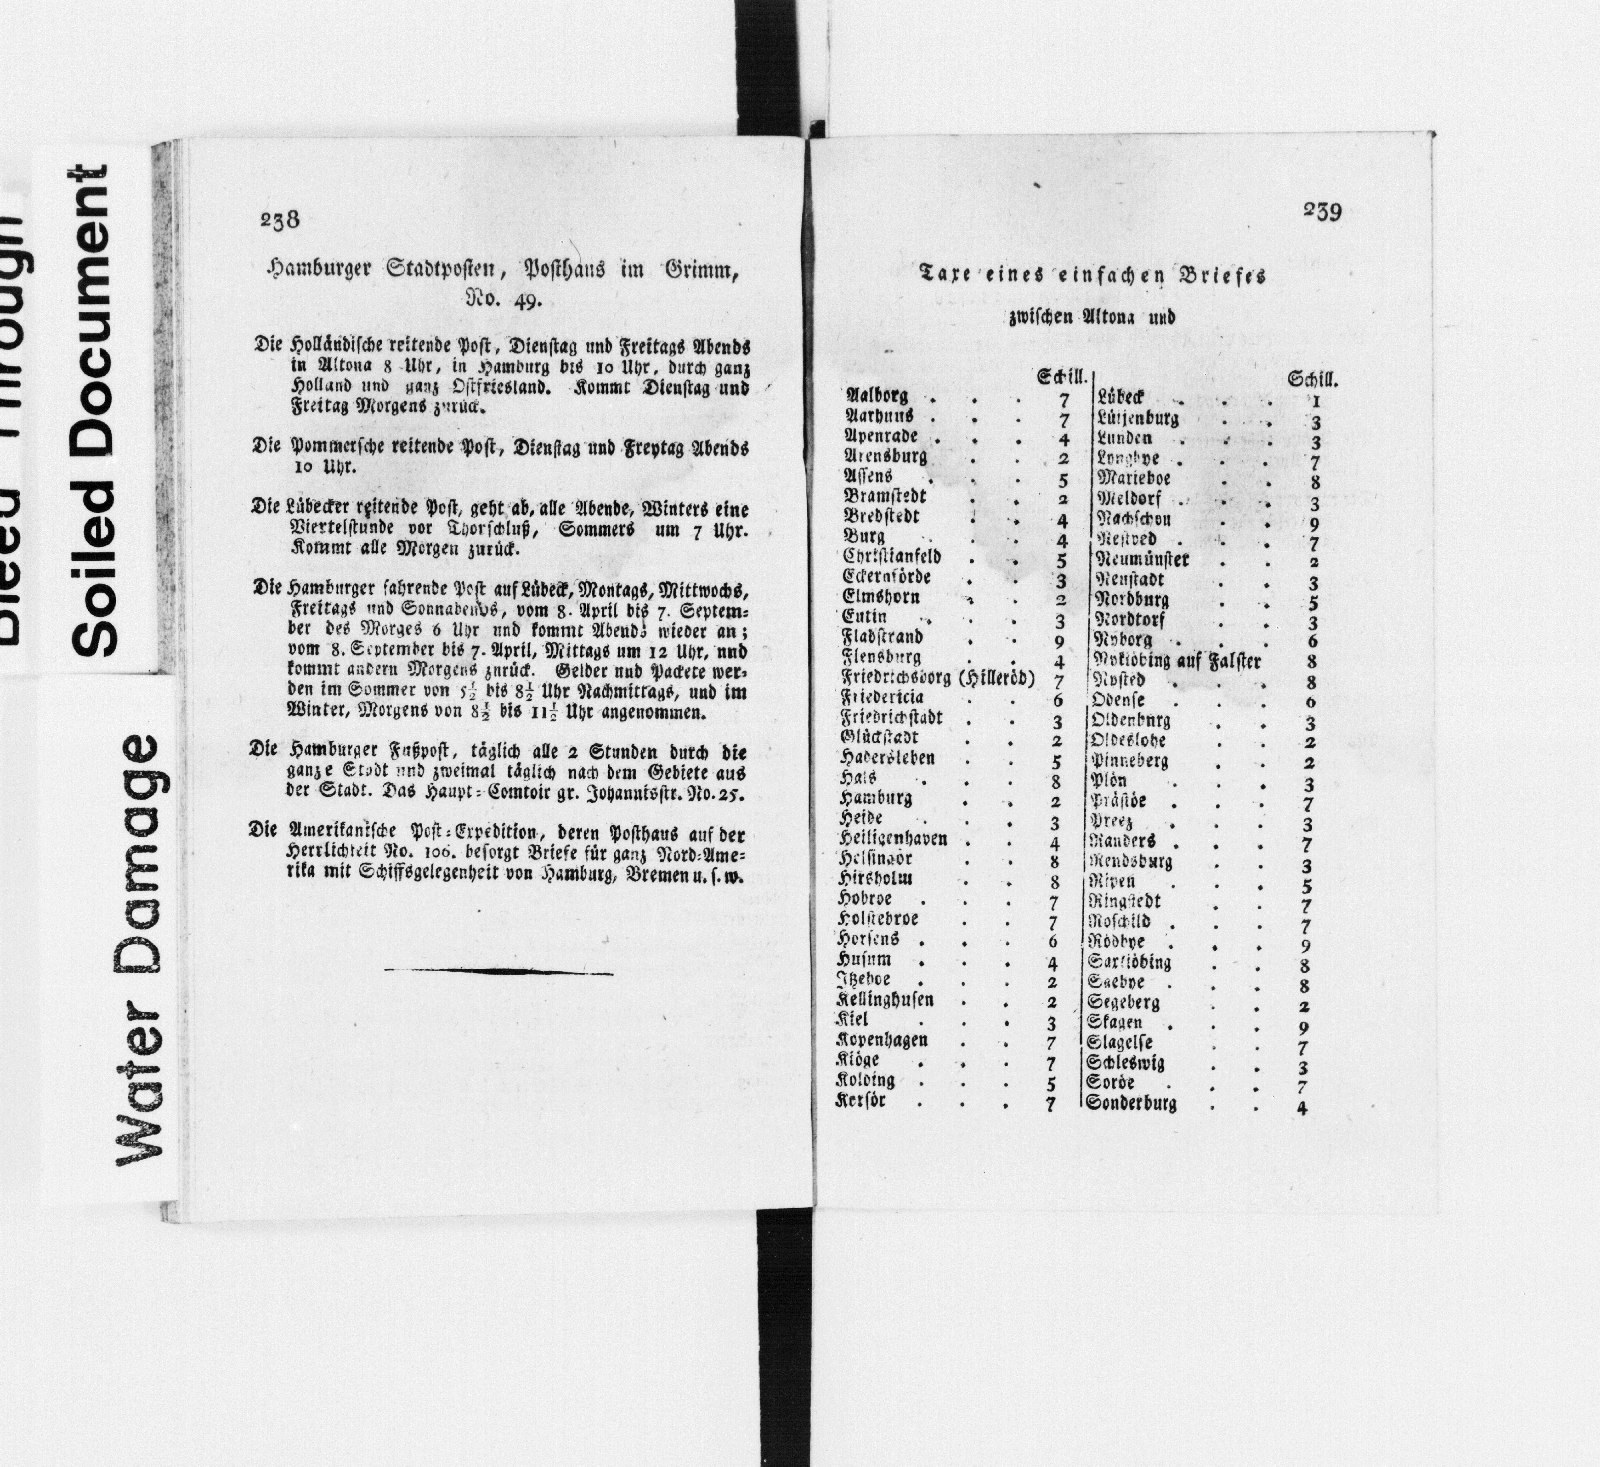 Bleed Through
Soiled Document
Water Damage
238
Hamburger Stadtposten, Posthaus im Grimm,
No. 49.
Die Holländische reitende Post, Dienstag und Freitags Abends
in Altona 8 Uhr, in Hamburg bis 10 Uhr, durch ganz
Holland und ganz Ostfriesland. Kommt Dienstag und
Freitag Morgens zurück.
Die Pommersche reitende Post, Dienstag und Freytag Abends
10 Uhr.
Die Lübecker reitende Post, geht ab, alle Abende, Winters eine
Viertelstunde vor Thorschluß, Sommers um 7 Uhr.
Kommt alle Morgen zurück.
Die Hamburger fahrende Post auf Lübeck, Montags, Mittwochs,
Freitags und Sonnabends, vom 8. April bis 7. Septem-
ber des Morges 6 Uhr und kommt Abends wieder an;
vom 8. September bis 7. April, Mittags um 12 Uhr, und
kommt andern Morgens zurück. Gelder und Packete wer-
den im Sommer von 5½ bis 8½ Uhr Nachmittags, und im
Winter, Morgens von 8½ bis 11½ Uhr angenommen.
Die Hamburger Fußpost, täglich alle 2 Stunden durch die
ganze Stadt und zweimal täglich nach dem Gebiete aus
der Stadt. Das Haupt-Comtoir gr. Johannisstr. No. 25.
Die Amerikanische Post-Expedition, deren Posthaus auf der
Herrlichkeit No. 106. besorgt Briefe für ganz Nord-Ame-
rika mit Schiffsgelegenheit von Hamburg, Bremen u. s. w.
239
Taxe eines einfachen Briefes
zwischen Altona und
Schill.
Aalborg . . . 7
Aarhuus . . . 7
Apenrade . . . 4
Arensburg . . 2
Assens . . . 5
Bramstedt . . 2
Bredstedt . . 4
Burg . . . 4
Christianfeld . . 5
Eckernförde . . 3
Elmshorn . . 2
Eutin . . . 3
Fladstrand . . 9
Flensburg . . 4
Friedrichsborg (Hilleröd) 7
Friedericia . . 6
Friedrichstadt . . 3
Glückstadt . . 2
Hadersleben . . 5
Hals . . . 8
Hamburg . . 2
Heide . . . 3
Heiligenhaven . . 4
Helsingör . . 8
Hirsholm . . 8
Hobroe . . . 7
Holstebroe . . 7
Horsens . . . 6
Husum . . . 4
Itzehoe . . . 2
Kellinghusen . . 2
Kiel . . . 3
Kopenhagen . . 7
Kiöge . . . 7
Kolding . . . 5
Korsör . . . 7
Schill.
Lübeck . . . 1
Lütjenburg . . 3
Lunden . . . 3
Lyngbye . . . 7
Marieboe . . 8
Meldorf . . . 3
Nachschou . . 9
Nestved . . . 7
Neumünster . . 2
Neustadt . . 3
Nordburg . . 5
Nordtorf . . 3
Nyborg . . . 6
Nykiöbing auf Falster 8
Nysted . . . 8
Odense . . . 6
Oldenburg . . 3
Oldeslohe . . 2
Pinneberg . . 2
Plön . . . 3
Prästöe . . . 7
Preez . . . 3
Randers . . . 7
Rendsburg . . 3
Ripen . . . 5
Ringstedt . . 7
Roschild . . . 7
Rödbye . . . 9
Saxkiöbing . . 8
Saebye . . . 8
Segeberg . . 2
Skagen . . . 9
Slagelse . . 7
Schleswig . . 3
Soröe . . . 7
Sonderburg . . 4